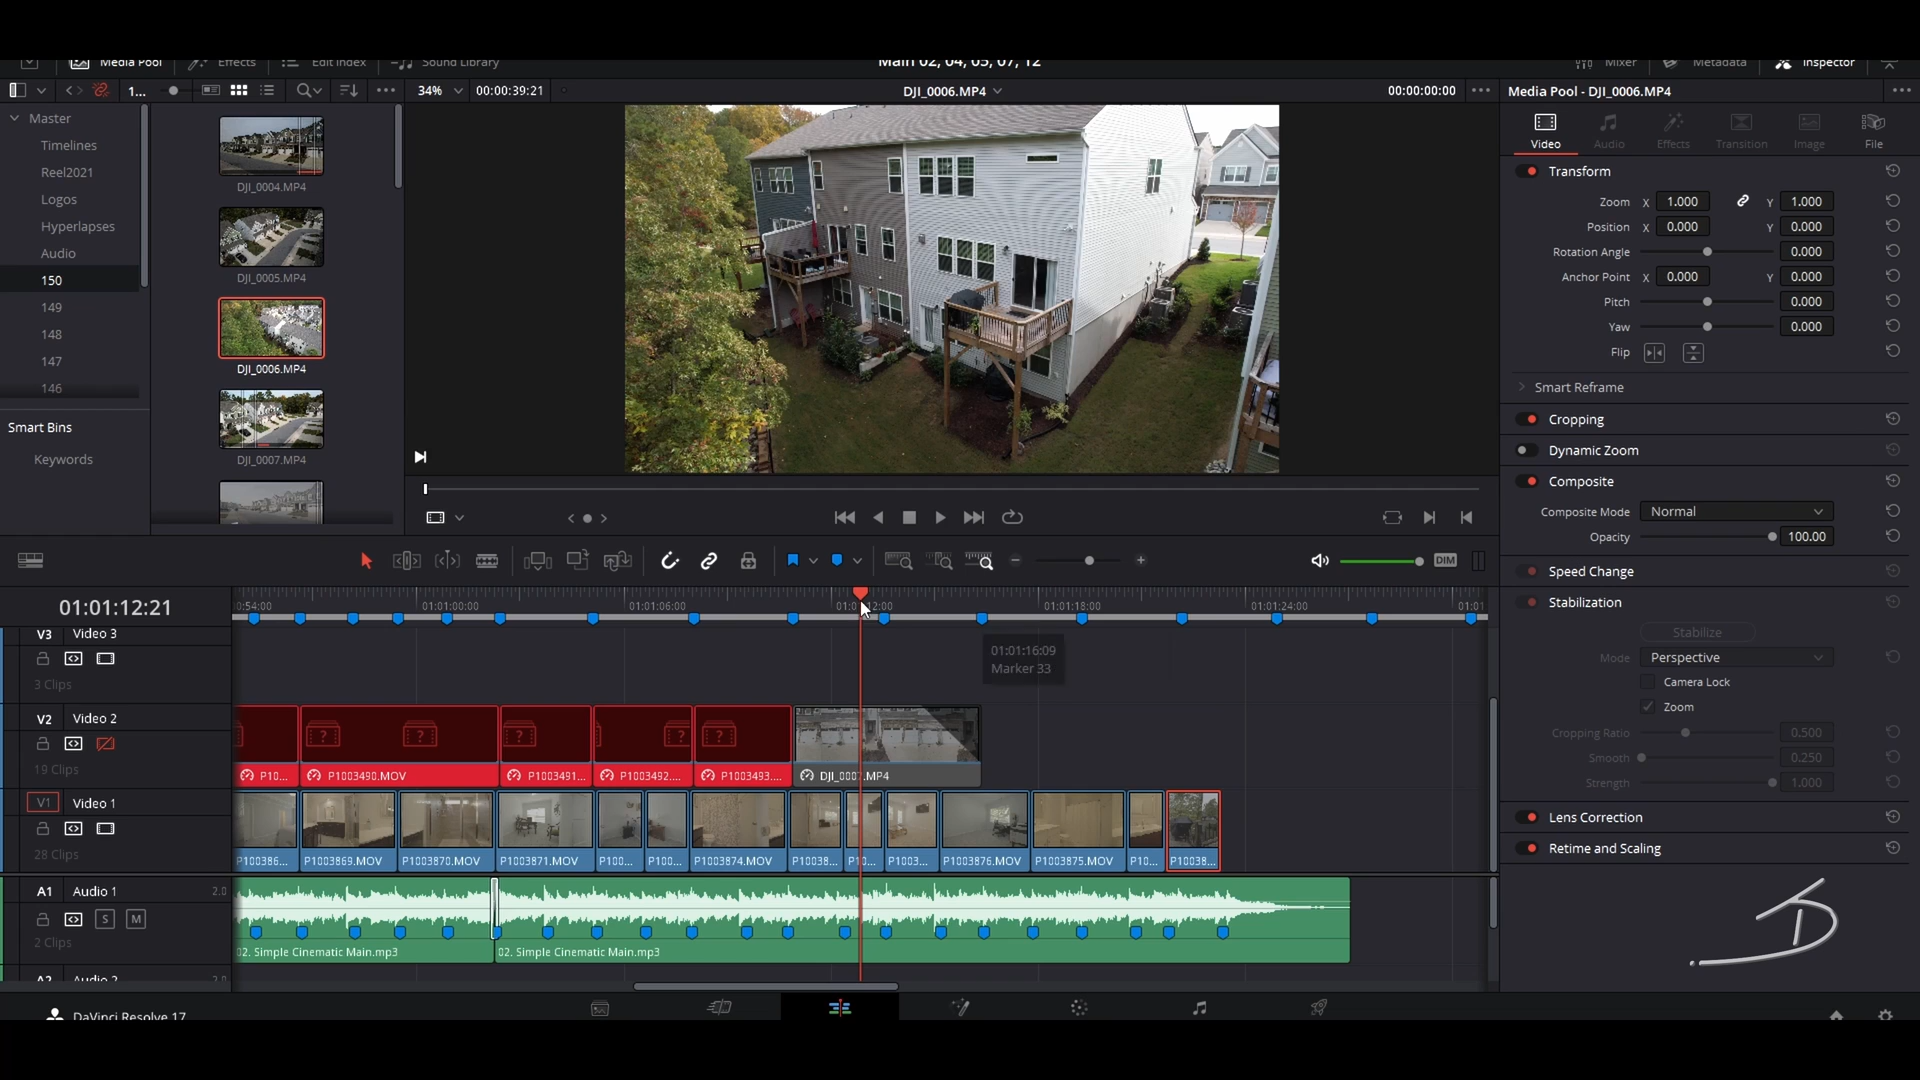 Media Pool
Effects
Edit Index
Sound Library
Main 02, 04, 05, 07, 12
Mixer
Metadata
Inspector
1...
34%
00:00:39:21
DJI_0006.MP4
00:00:00:00
Media Pool - DJI_0006.MP4
Master
Timelines
Reel2021
Logos
Hyperlapses
Audio
150
149
148
147
146
Smart Bins
Keywords
DJI_0004.MP4
DJI_0005.MP4
DJI_0006.MP4
DJI_0007.MP4
Video
Audio
Effects
Transition
Image
File
Transform
Zoom X 1.000 Y 1.000
Position X 0.000 Y 0.000
Rotation Angle 0.000
Anchor Point X 0.000 Y 0.000
Pitch 0.000
Yaw 0.000
Flip
Smart Reframe
Cropping
Dynamic Zoom
Composite
Composite Mode Normal
Opacity 100.00
Speed Change
Stabilization
Stabilize
Mode Perspective
Camera Lock
Zoom
Cropping Ratio 0.500
Smooth 0.250
Strength 1.000
Lens Correction
Retime and Scaling
DIM
01:01:12:21
0:54:00
01:01:00:00
01:01:06:00
01:01:18:00
01:01:24:00
01:01:16:09
Marker 33
V3 Video 3
3 Clips
V2 Video 2
19 Clips
P10...
P1003490.MOV
P1003491...
P1003492....
P1003493....
V1 Video 1
28 Clips
P100386...
P1003869.MOV
P1003870.MOV
P1003871.MOV
P100...
P100...
P1003874.MOV
P10038...
P10...
P1003...
P1003876.MOV
P1003875.MOV
P10...
P10038...
A1 Audio 1 2.0
S M
2 Clips
02. Simple Cinematic Main.mp3
02. Simple Cinematic Main.mp3
A2 Audio 2 2.0
DaVinci Resolve 17